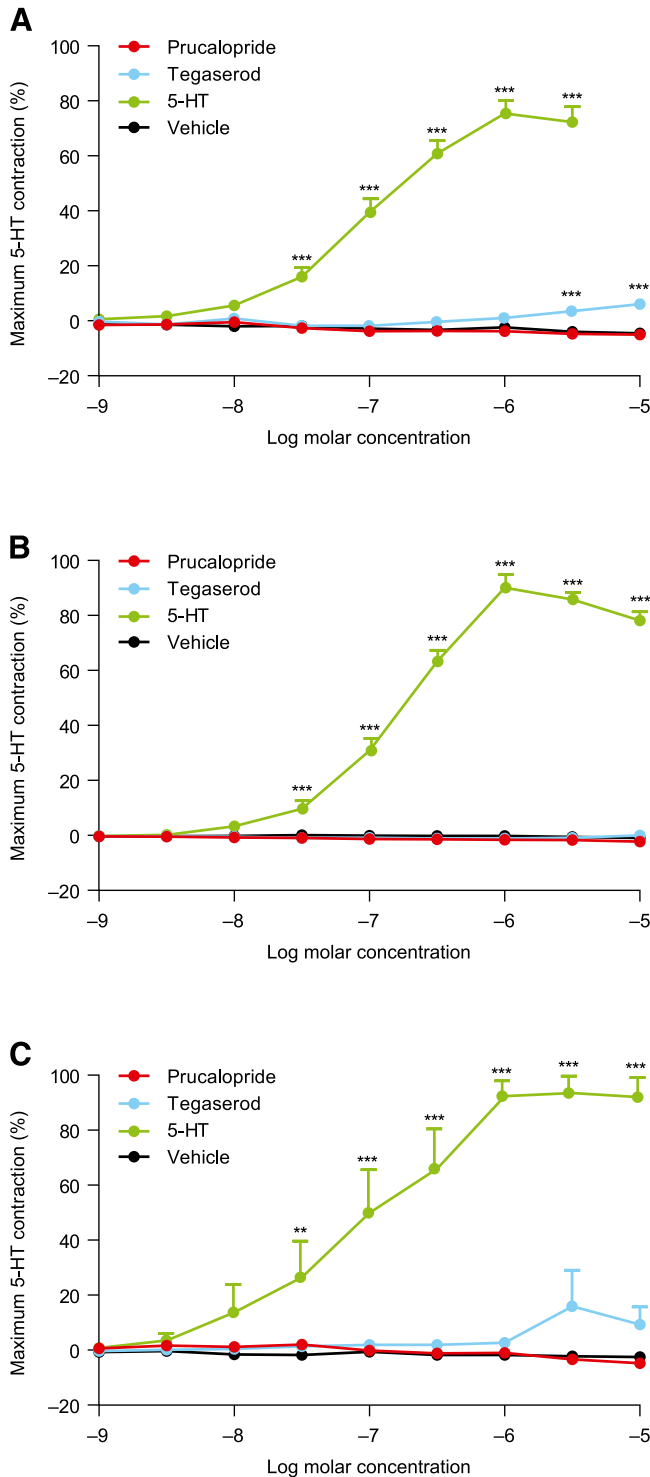 A
Maximum 5-HT contraction (%)
100
80
60
40
20
0
–20
Prucalopride
Tegaserod
5-HT
Vehicle
***
***
***
***
***
***
***
–9
–8
–7
–6
–5
Log molar concentration
B
Maximum 5-HT contraction (%)
100
80
60
40
20
0
–20
Prucalopride
Tegaserod
5-HT
Vehicle
***
***
***
***
***
***
–9
–8
–7
–6
–5
Log molar concentration
C
Maximum 5-HT contraction (%)
100
80
60
40
20
0
–20
Prucalopride
Tegaserod
5-HT
Vehicle
**
***
***
***
***
***
–9
–8
–7
–6
–5
Log molar concentration